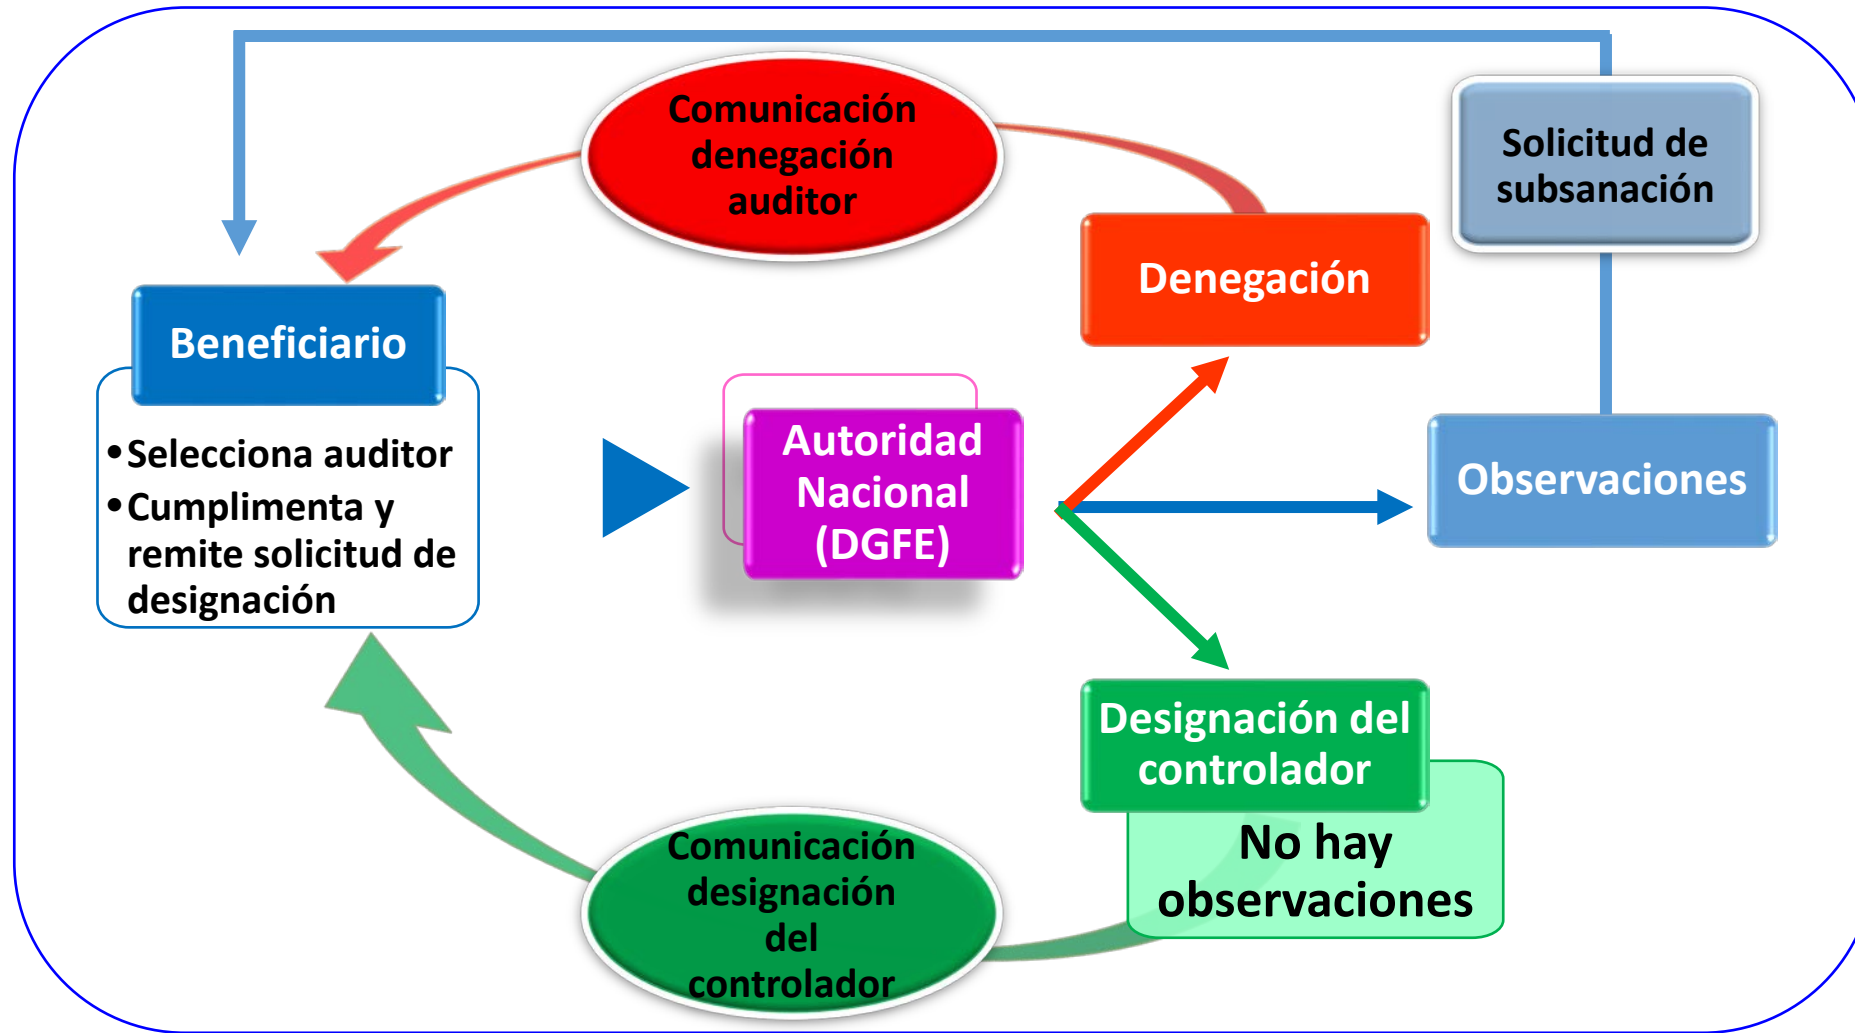 Comunicación
denegación
auditor
Solicitud de
subsanación
Denegación
Beneficiario
•Selecciona auditor
•Cumplimenta y
remite solicitud de
designación
Autoridad
Nacional
(DGFE)
Observaciones
Designación del
controlador
No hay
observaciones
Comunicación
designación
del
controlador